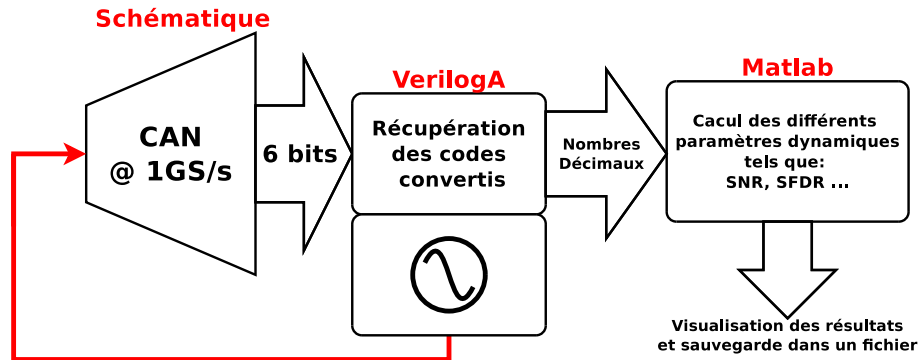 Schématique
CAN
@ 1GS/s
6 bits
VerilogA
Récupération
des codes
convertis
Nombres
Décimaux
Matlab
Cacul des différents
paramètres dynamiques
tels que:
SNR, SFDR ...
Visualisation des résultats
et sauvegarde dans un fichier